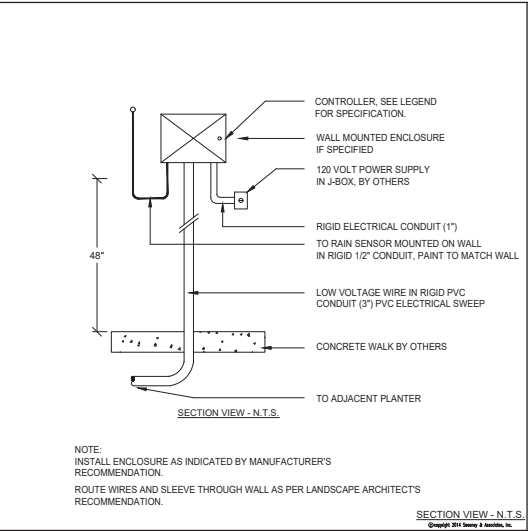 CONTROLLER, SEE LEGEND
FOR SPECIFICATION.
WALL MOUNTED ENCLOSURE
IF SPECIFIED
120 VOLT POWER SUPPLY
IN J-BOX, BY OTHERS
RIGID ELECTRICAL CONDUIT (1")
TO RAIN SENSOR MOUNTED ON WALL
IN RIGID 1/2" CONDUIT, PAINT TO MATCH WALL
48"
LOW VOLTAGE WIRE IN RIGID PVC
CONDUIT (3") PVC ELECTRICAL SWEEP
CONCRETE WALK BY OTHERS
TO ADJACENT PLANTER
SECTION VIEW - N.T.S.
NOTE:
INSTALL ENCLOSURE AS INDICATED BY MANUFACTURER'S
RECOMMENDATION.
ROUTE WIRES AND SLEEVE THROUGH WALL AS PER LANDSCAPE ARCHITECT'S
RECOMMENDATION.
SECTION VIEW - N.T.S.
©copyright 2014 Sweeney & Associates, Inc.